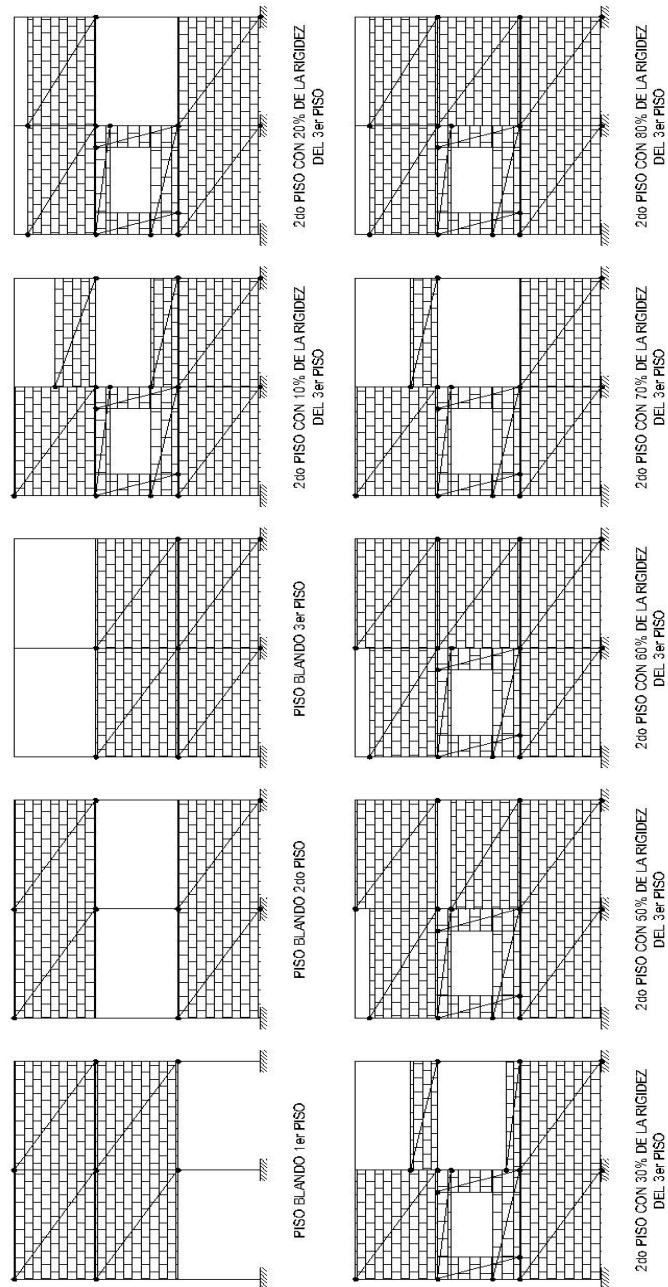 PISO BLANDO 1er PISO
PISO BLANDO 2do PISO
PISO BLANDO 3er PISO
2do PISO CON 10% DE LA RIGIDEZ
DEL 3er PISO
2do PISO CON 20% DE LA RIGIDEZ
DEL 3er PISO
2do PISO CON 30% DE LA RIGIDEZ
DEL 3er PISO
2do PISO CON 60% DE LA RIGIDEZ
DEL 3er PISO
2do PISO CON 60% DE LA RIGIDEZ
DEL 3er PISO
2do PISO CON 70% DE LA RIGIDEZ
DEL 3er PISO
2do PISO CON 80% DE LA RIGIDEZ
DEL 3er PISO